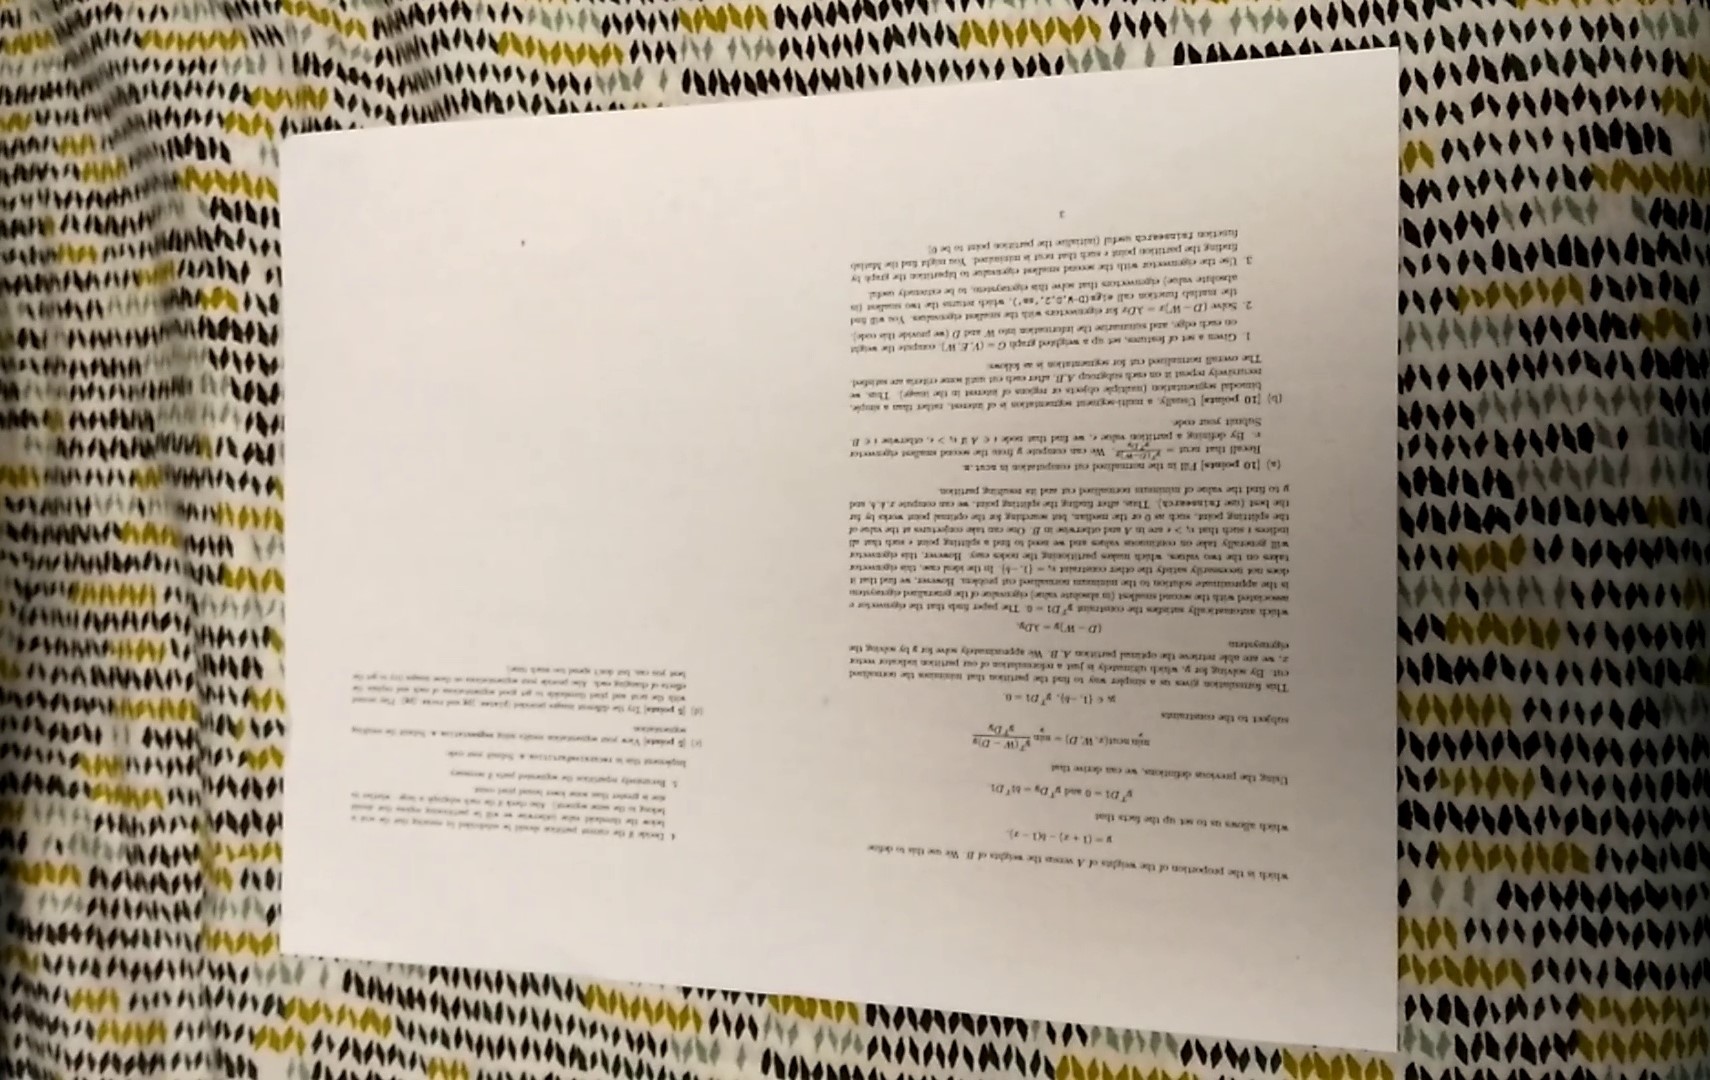 which is the proportion of the weights of A versus the weights of B. We use this to define
y = (1 + x) − b(1 − x),
which allows us to set up the facts that
y^T D1 = 0 and y^T Dy = b1^T D1.
Using the previous definitions, we can derive that
min ncut(x, W, D) = min y^T (W − D)y / y^T Dy
subject to the constraints
y_i ∈ {1, −b}, y^T D1 = 0.
This formulation gives us a simpler way to find the partition that minimizes the normalized
cut. By solving for y, which ultimately is just a reformulation of our partition indicator vector
x, we are able retrieve the optimal partition A, B. We approximately solve for y by solving the
eigensystem
(D − W)y = λDy,
which automatically satisfies the constraint y^T D1 = 0. The paper finds that the eigenvector v
associated with the second smallest (in absolute value) eigenvalue of the generalized eigensystem
is the approximate solution to the minimum normalized cut problem. However, we find that it
does not necessarily satisfy the other constraint v_i = {1, −b}. In the ideal case, this eigenvector
takes on the two values, which makes partitioning the nodes easy. However, this eigenvector
will generally take on continuous values and we need to find a splitting point ε such that all
indices i such that v_i > ε are in A and otherwise in B. One can take conjectures at the value of
the splitting point, such as 0 or the median, but searching for the optimal point works by far
the best (use fminsearch). Thus, after finding the splitting point, we can compute x, k, b, and
y to find the value of minimum normalized cut and its resulting partition.
(a) [10 points] Fill in the normalized cut computation in ncut.m.
Recall that ncut = y^T(D−W)y / y^T Dy. We can compute y from the second smallest eigenvector
v. By defining a partition value ε, we find that node i ∈ A if v_i > ε, otherwise i ∈ B.
Submit your code.
(b) [10 points] Usually, a multi-segment segmentation is of interest, rather than a simple,
bimodal segmentation (multiple objects or regions of interest in the image). Thus, we
recursively repeat it on each subgroup A,B, after each cut until some criteria are satisfied.
The overall normalized cut for segmentation is as follows:
1. Given a set of features, set up a weighted graph G = (V, E, W), compute the weight
on each edge, and summarize the information into W and D (we provide this code).
2. Solve (D − W)x = λDx for eigenvectors with the smallest eigenvalues. You will find
the matlab function call eigs(D-W,D,2,'sm'), which returns the two smallest (in
absolute value) eigenvectors that solve this eigensystem, to be extremely useful.
3. Use the eigenvector with the second smallest eigenvalue to bipartition the graph by
finding the partition point ε such that ncut is minimized. You might find the Matlab
function fminsearch useful (initialize the partition point to be 0).
3
4. Decide if the current partition should be subdivided by ensuring that the ncut is
below the threshold value (otherwise we will be partitioning regions that should
belong to the same segment). Also check if the each subgraph is large
size is greater than some lower bound pixel count.
5. Recursively repartition the segmented parts if necessary.
Implement this in recursivePartition.m. Submit your code.
(c) [5 points] View your segmentation results using segmentation.m. Submit the resulting
segmentation.
(d) [5 points] Try the different images provided Play around
with the ncut and pixel thresholds to get good segmentations of each and explain the
effects of changing each. Also provide your segmentations on these images (try to get the
best you can, but don't spend too much time).
4